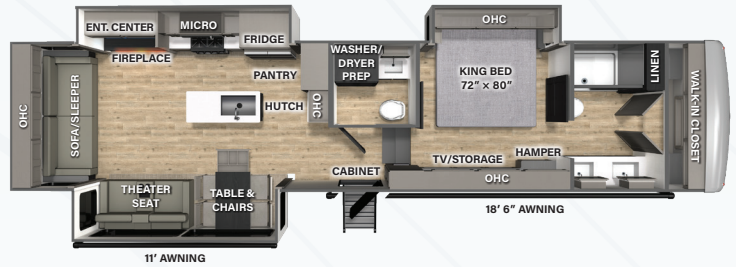 ENT. CENTER
MICRO
FRIDGE
FIREPLACE
PANTRY
HUTCH
OHC
OHC
SOFA/SLEEPER
THEATER
SEAT
TABLE &
CHAIRS
11' AWNING
WASHER/
DRYER
PREP
CABINET
OHC
KING BED
72" × 80"
TV/STORAGE
HAMPER
OHC
LINEN
WALK-IN CLOSET
18' 6" AWNING